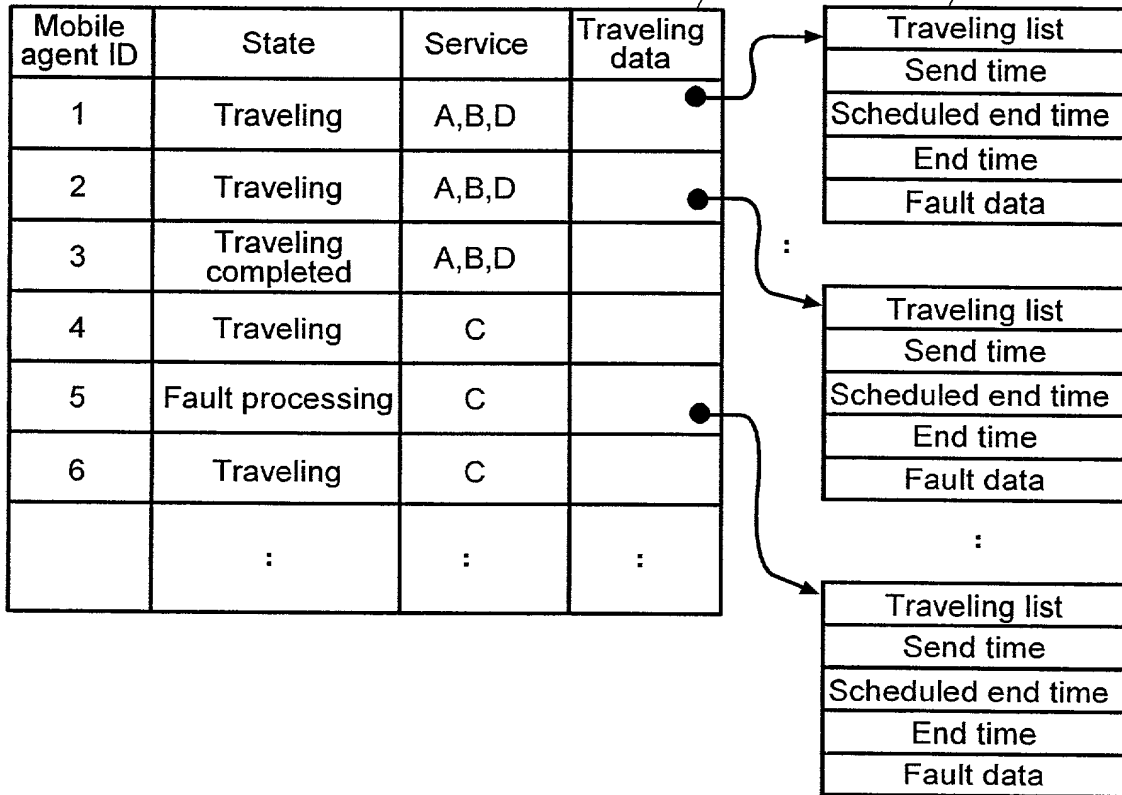 Mobile agent ID State Service Traveling data
1 Traveling A,B,D
2 Traveling A,B,D
3 Traveling completed A,B,D
4 Traveling C
5 Fault processing C
6 Traveling C
: : :
Traveling list
Send time
Scheduled end time
End time
Fault data
:
Traveling list
Send time
Scheduled end time
End time
Fault data
:
Traveling list
Send time
Scheduled end time
End time
Fault data